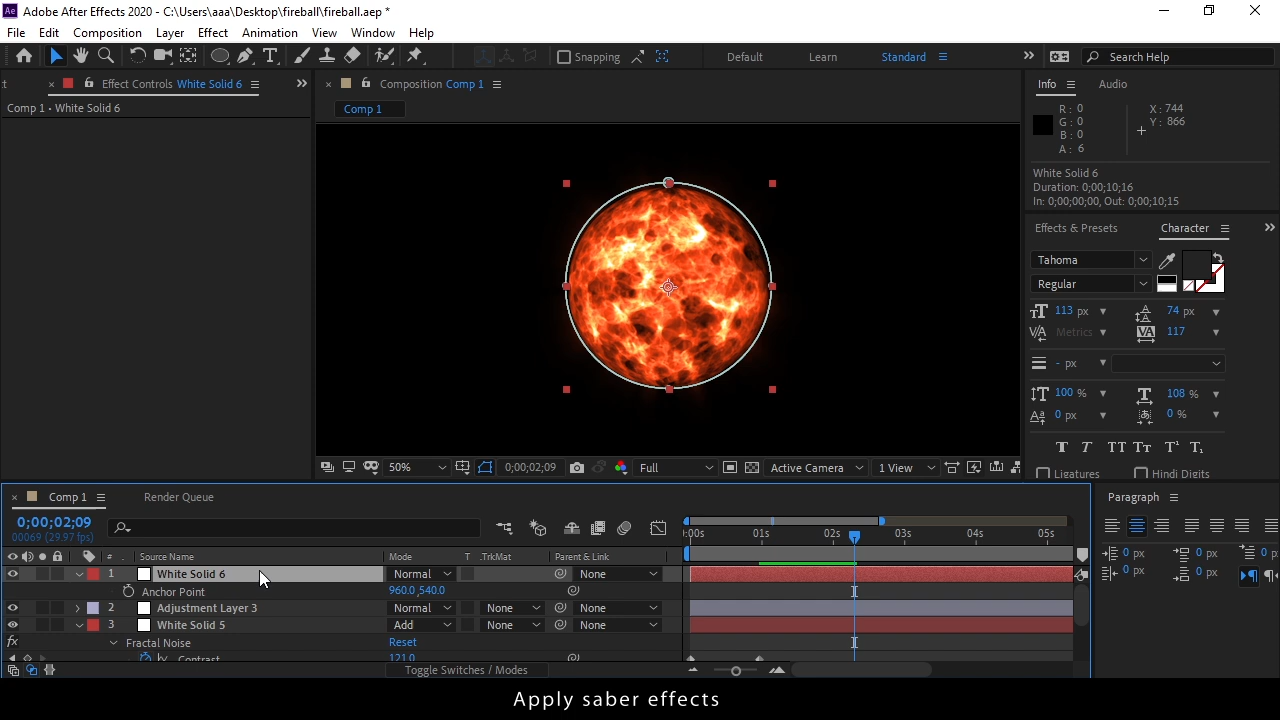 Ae Adobe After Effects 2020 - C:\Users\aaa\Desktop\fireball\fireball.aep *
File Edit Composition Layer Effect Animation View Window Help
Snapping Default Learn Standard Search Help
Effect Controls White Solid 6
Composition Comp 1
Info Audio
Comp 1 • White Solid 6
Comp 1
R: 0 X: 744
G: 0 Y: 866
B: 0
A: 6
White Solid 6
Duration: 0;00;10;16
In: 0;00;00;00, Out: 0;00;10;15
Effects & Presets Character
Tahoma
Regular
113 px 74 px
Metrics 117
- px
100 % 108 %
0 px 0 %
Ligatures Hindi Digits
50% 0;00;02;09 Full Active Camera 1 View
Comp 1 Render Queue
Paragraph
0;00;02;09
00069 (29.97 fps)
:00s 01s 02s 03s 04s 05s
# Source Name Mode T .TrkMat Parent & Link
1 White Solid 6 Normal None
Anchor Point 960.0,540.0
2 Adjustment Layer 3 Normal None None
3 White Solid 5 Add None None
fx Fractal Noise Reset
Contrast 121.0
Toggle Switches / Modes
0 px 0 px 0 px
0 px 0 px
Apply saber effects